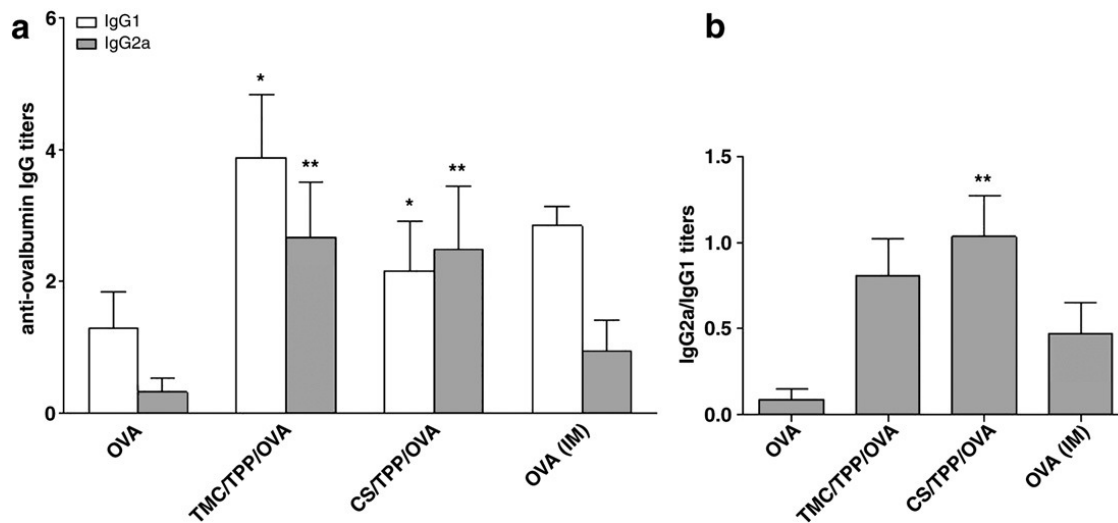 a
IgG1
IgG2a
anti-ovalbumin IgG titers
6
4
2
0
*
**
*
**
OVA
TMC/TPP/OVA
CS/TPP/OVA
OVA (IM)
b
IgG2a/IgG1 titers
1.5
1.0
0.5
0.0
**
OVA
TMC/TPP/OVA
CS/TPP/OVA
OVA (IM)